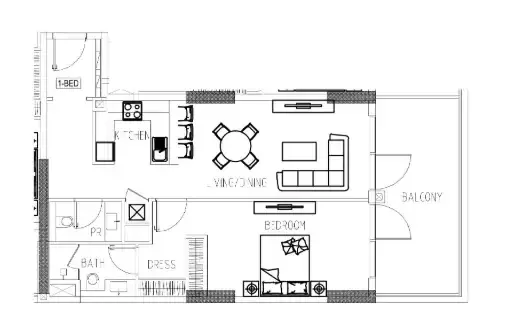 1-BED
KITCHEN
LIVING/DINING
BALCONY
PR
BEDROOM
BATH
DRESS